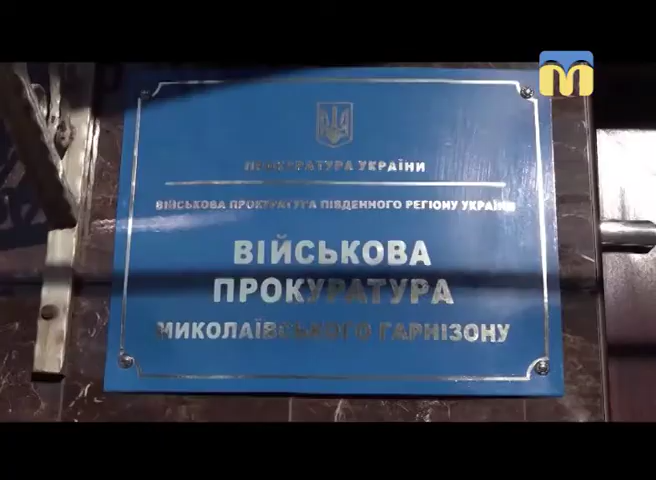 ПРОКУРАТУРА УКРАЇНИ
ВІЙСЬКОВА ПРОКУРАТУРА ПІВДЕННОГО РЕГІОНУ УКРАЇНИ
ВІЙСЬКОВА
ПРОКУРАТУРА
МИКОЛАЇВСЬКОГО ГАРНІЗОНУ